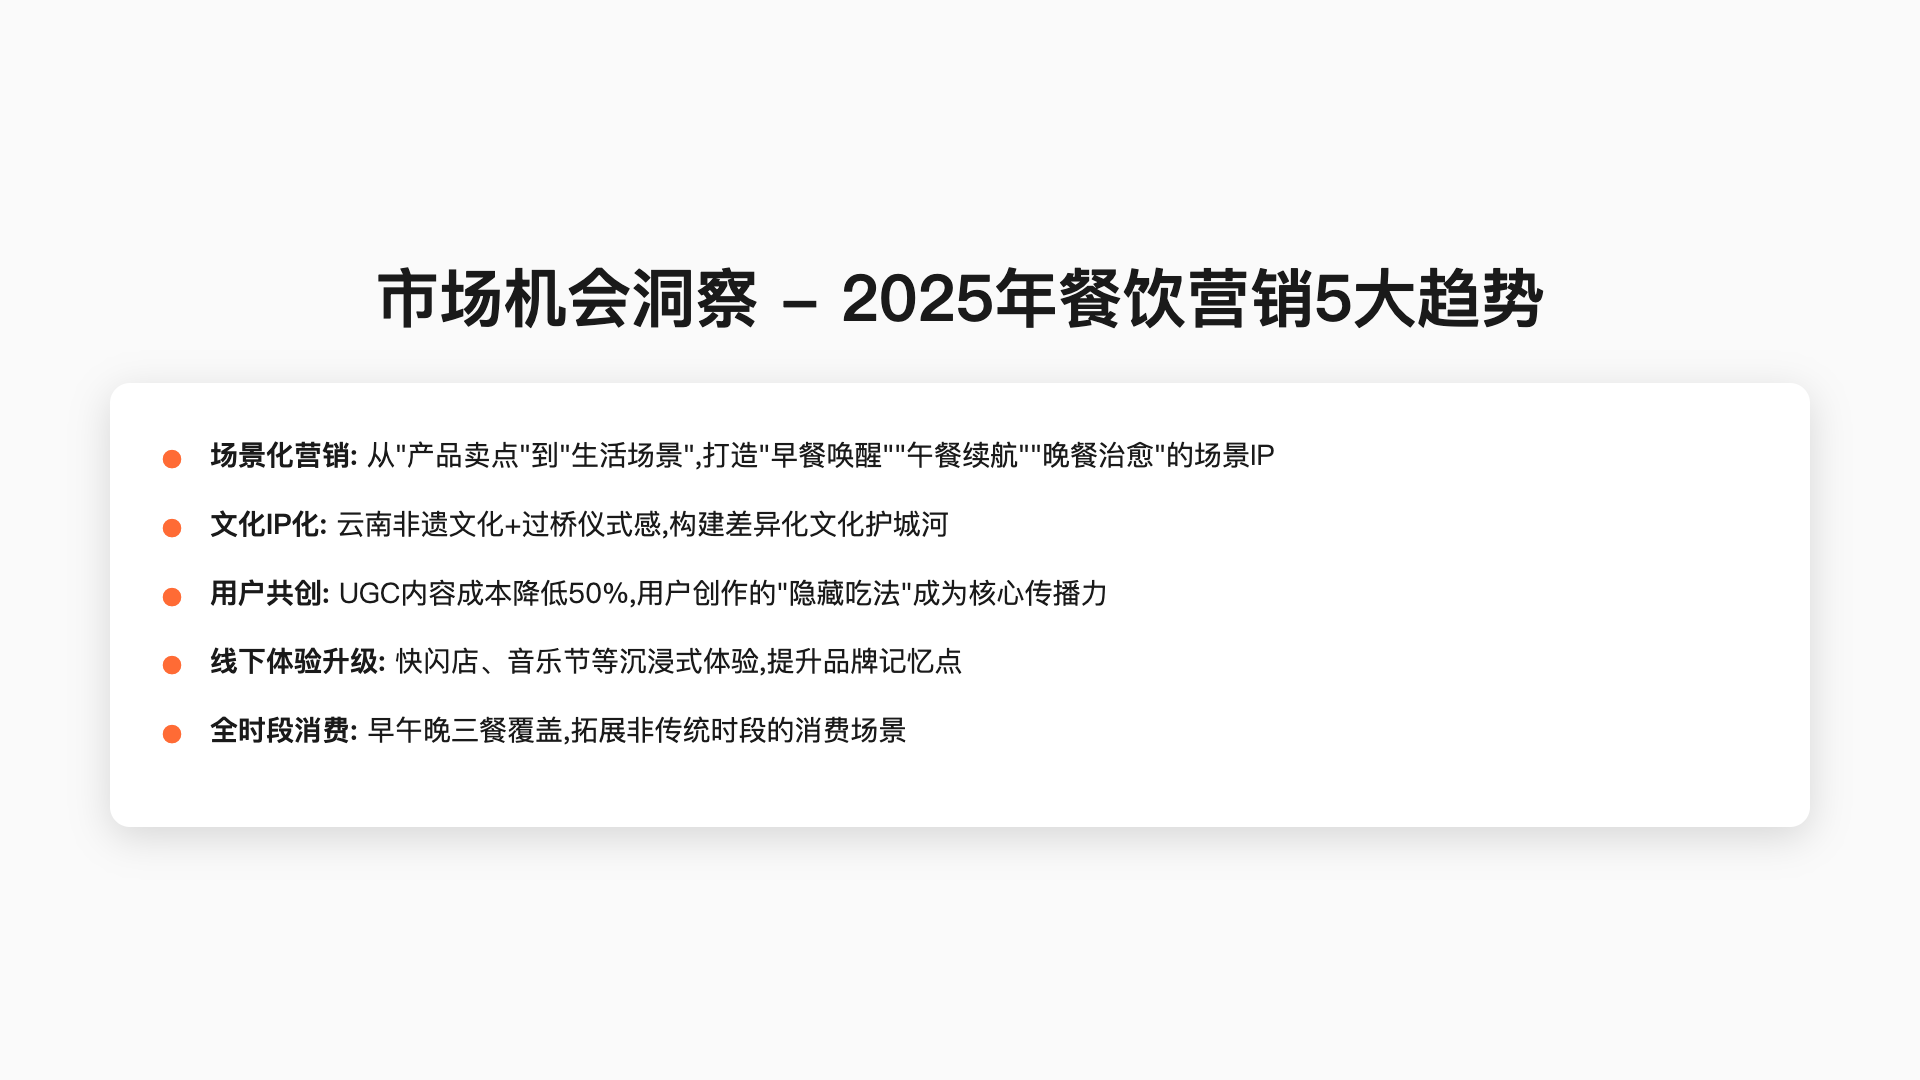 市场机会洞察 – 2025年餐饮营销5大趋势
场景化营销: 从"产品卖点"到"生活场景",打造"早餐唤醒""午餐续航""晚餐治愈"的场景IP
文化IP化: 云南非遗文化+过桥仪式感,构建差异化文化护城河
用户共创: UGC内容成本降低50%,用户创作的"隐藏吃法"成为核心传播力
线下体验升级: 快闪店、音乐节等沉浸式体验,提升品牌记忆点
全时段消费: 早午晚三餐覆盖,拓展非传统时段的消费场景